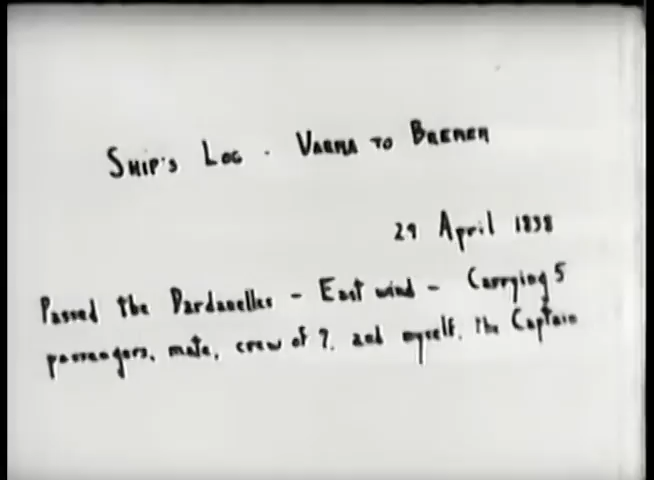 Ship's Log - Varna to Bremen
29 April 1838
Passed the Dardanelles - East wind - Carrying 5
passengers, mate, crew of 7, and myself, the Captain